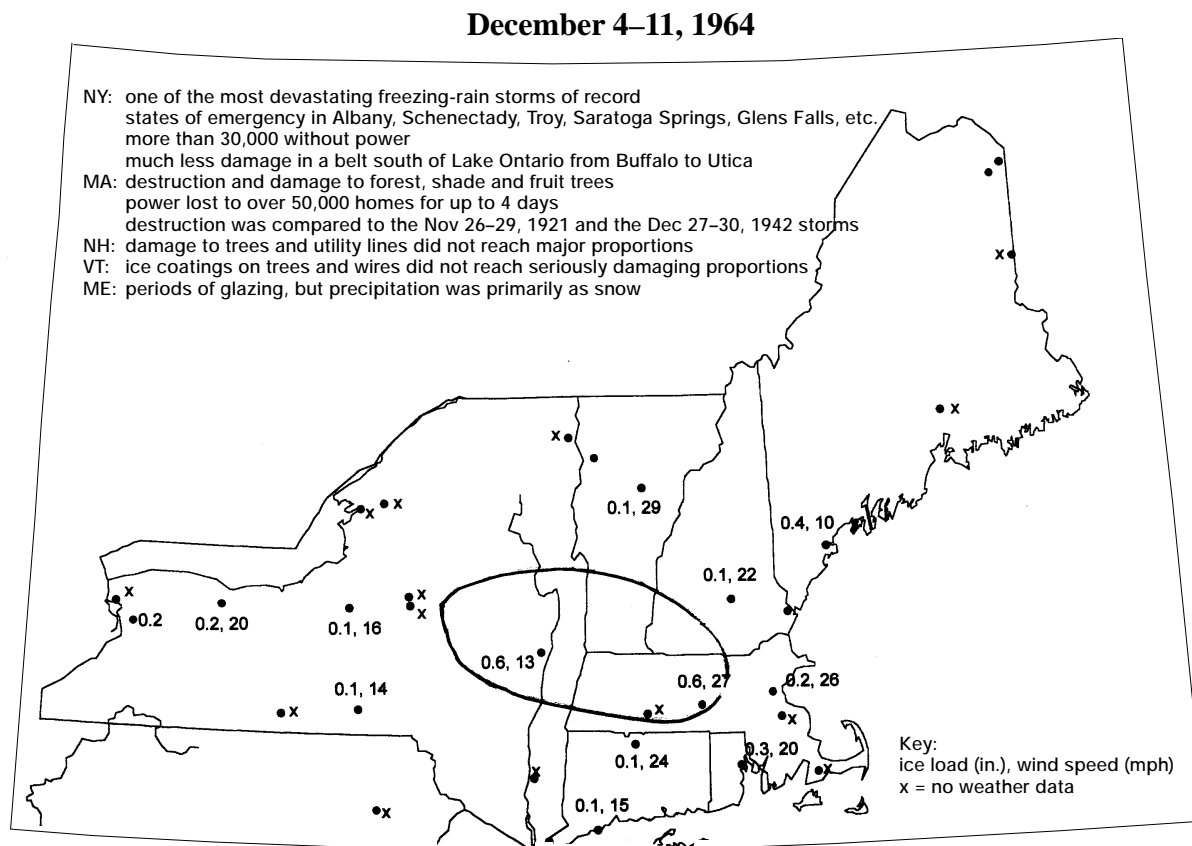 December 4–11, 1964
NY: one of the most devastating freezing-rain storms of record
states of emergency in Albany, Schenectady, Troy, Saratoga Springs, Glens Falls, etc.
more than 30,000 without power
much less damage in a belt south of Lake Ontario from Buffalo to Utica
MA: destruction and damage to forest, shade and fruit trees
power lost to over 50,000 homes for up to 4 days
destruction was compared to the Nov 26–29, 1921 and the Dec 27–30, 1942 storms
NH: damage to trees and utility lines did not reach major proportions
VT: ice coatings on trees and wires did not reach seriously damaging proportions
ME: periods of glazing, but precipitation was primarily as snow
x
x
x
x
x
0.1, 29
0.4, 10
x
x
x
0.1, 22
0.2
0.2, 20
0.1, 16
0.6, 13
0.6, 27
0.2, 26
0.1, 14
x
x
x
0.3, 20
0.1, 24
x
x
x
0.1, 15
Key:
ice load (in.), wind speed (mph)
x = no weather data